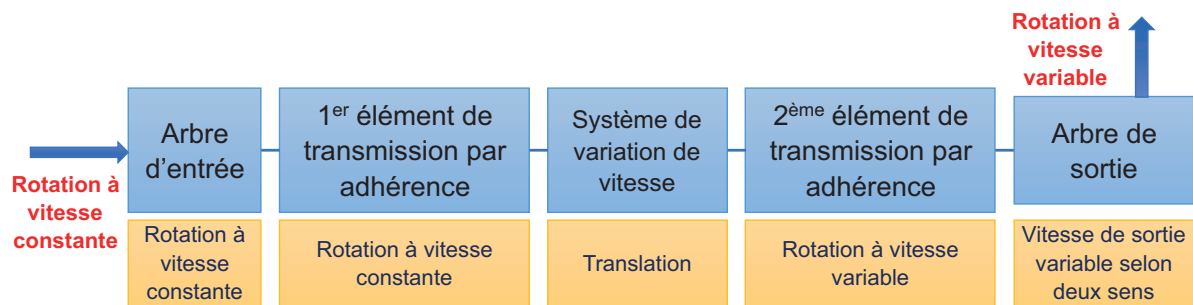 Rotation à
vitesse
variable
Arbre
d'entrée
1er élément de
transmission par
adhérence
Système de
variation de
vitesse
2ème élément de
transmission par
adhérence
Arbre de
sortie
Rotation à
vitesse
constante
Rotation à
vitesse
constante
Rotation à vitesse
constante
Translation
Rotation à vitesse
variable
Vitesse de sortie
variable selon
deux sens